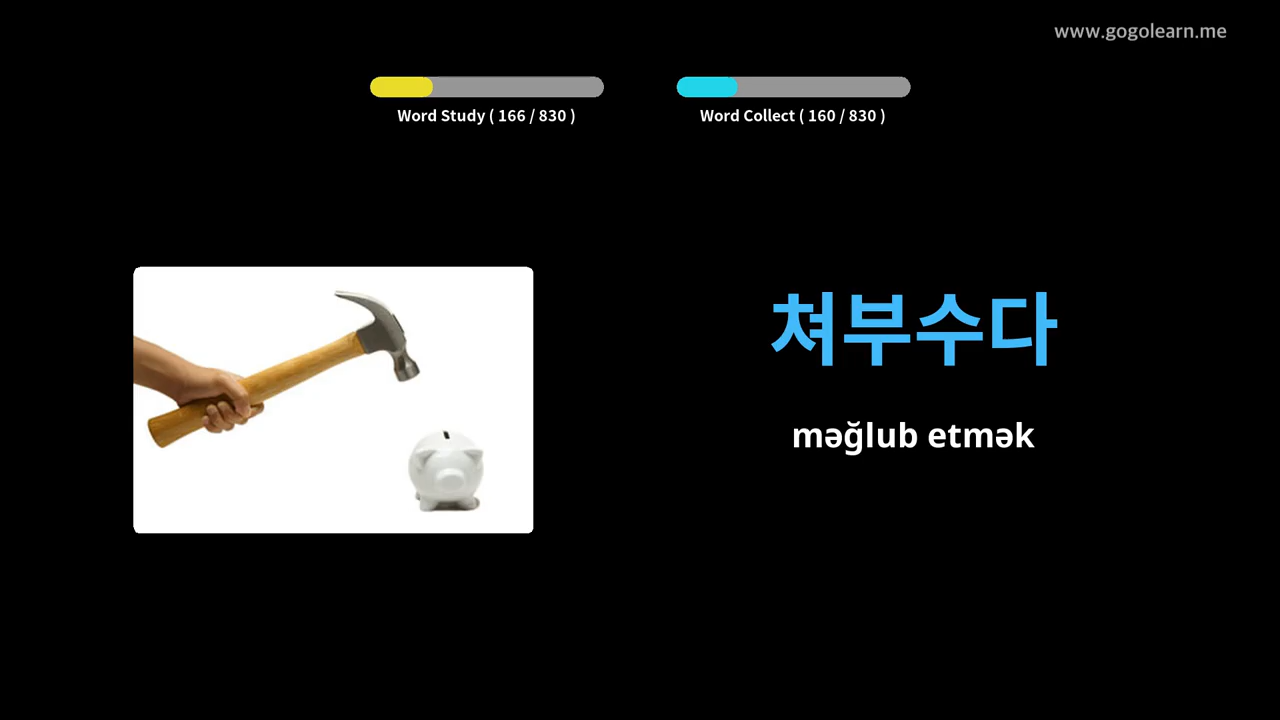 www.gogolearn.me
Word Study ( 166 / 830 )
Word Collect ( 160 / 830 )
쳐부수다
məğlub etmək